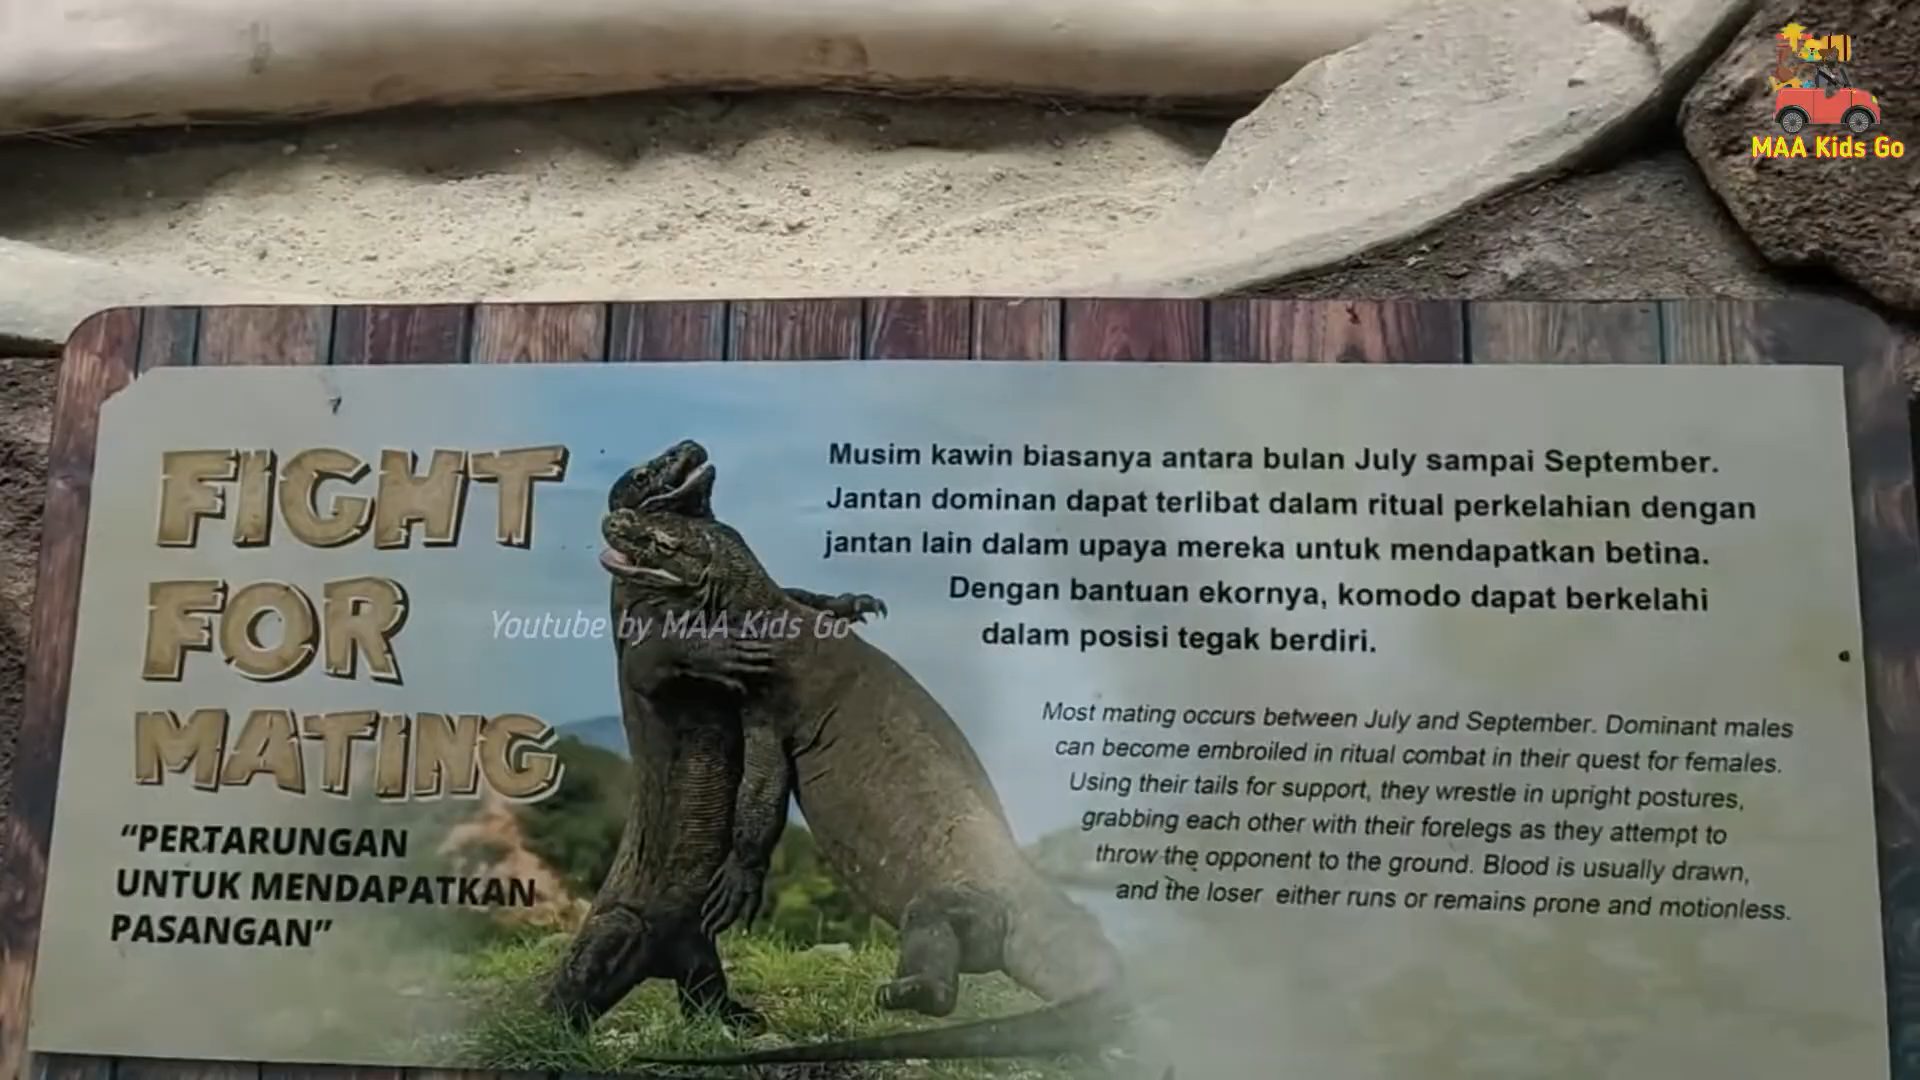 MAA Kids Go
FIGHT
FOR
MATING
“PERTARUNGAN
UNTUK MENDAPATKAN
PASANGAN”
Youtube by MAA Kids Go
Musim kawin biasanya antara bulan July sampai September.
Jantan dominan dapat terlibat dalam ritual perkelahian dengan
jantan lain dalam upaya mereka untuk mendapatkan betina.
Dengan bantuan ekornya, komodo dapat berkelahi
dalam posisi tegak berdiri.
Most mating occurs between July and September. Dominant males
can become embroiled in ritual combat in their quest for females.
Using their tails for support, they wrestle in upright postures,
grabbing each other with their forelegs as they attempt to
throw the opponent to the ground. Blood is usually drawn,
and the loser either runs or remains prone and motionless.